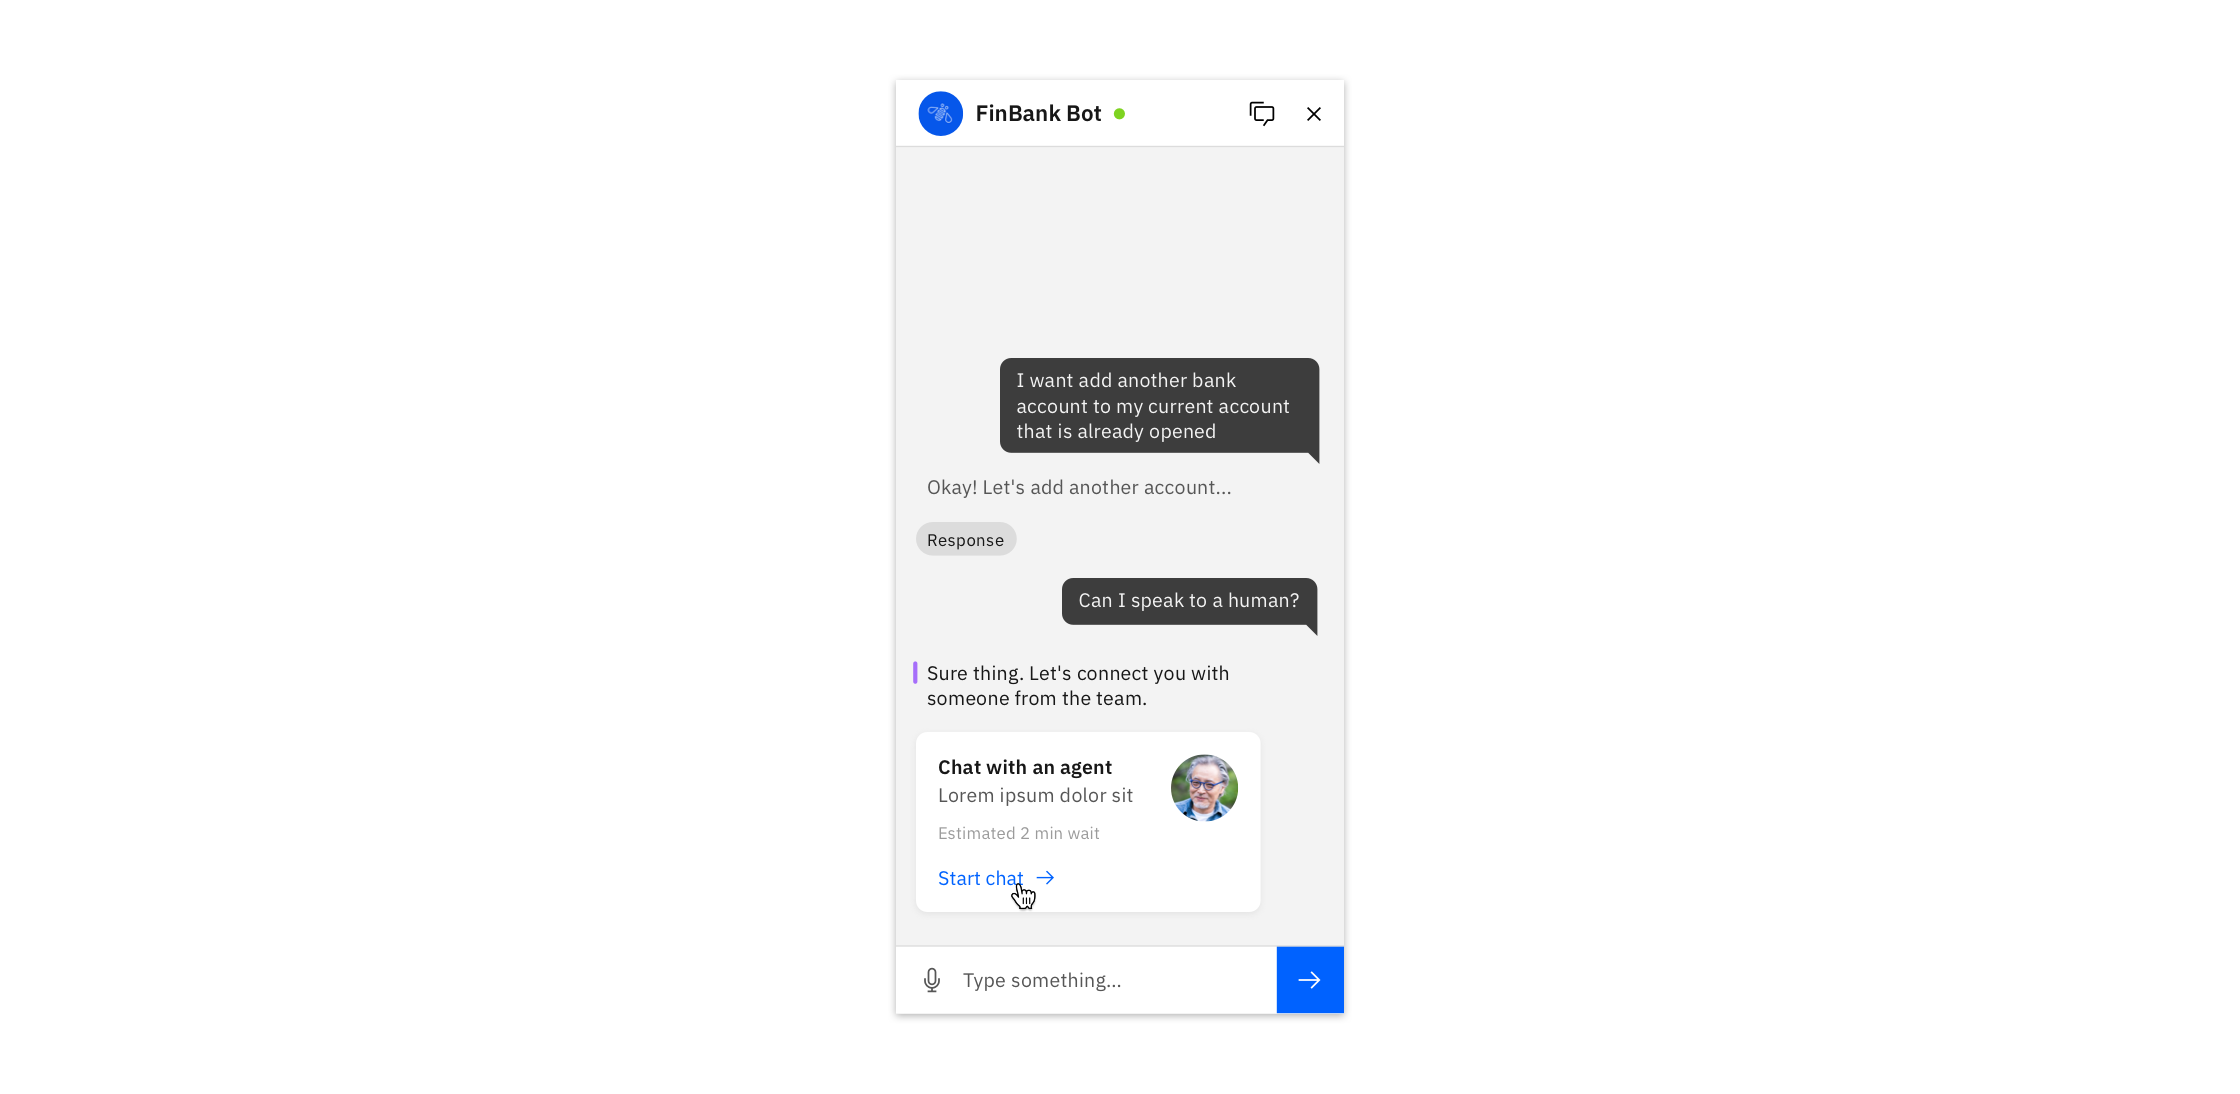 FinBank Bot
I want add another bank
account to my current account
that is already opened
Okay! Let's add another account...
Response
Can I speak to a human?
Sure thing. Let's connect you with
someone from the team.
Chat with an agent
Lorem ipsum dolor sit
Estimated 2 min wait
Start chat
Type something...